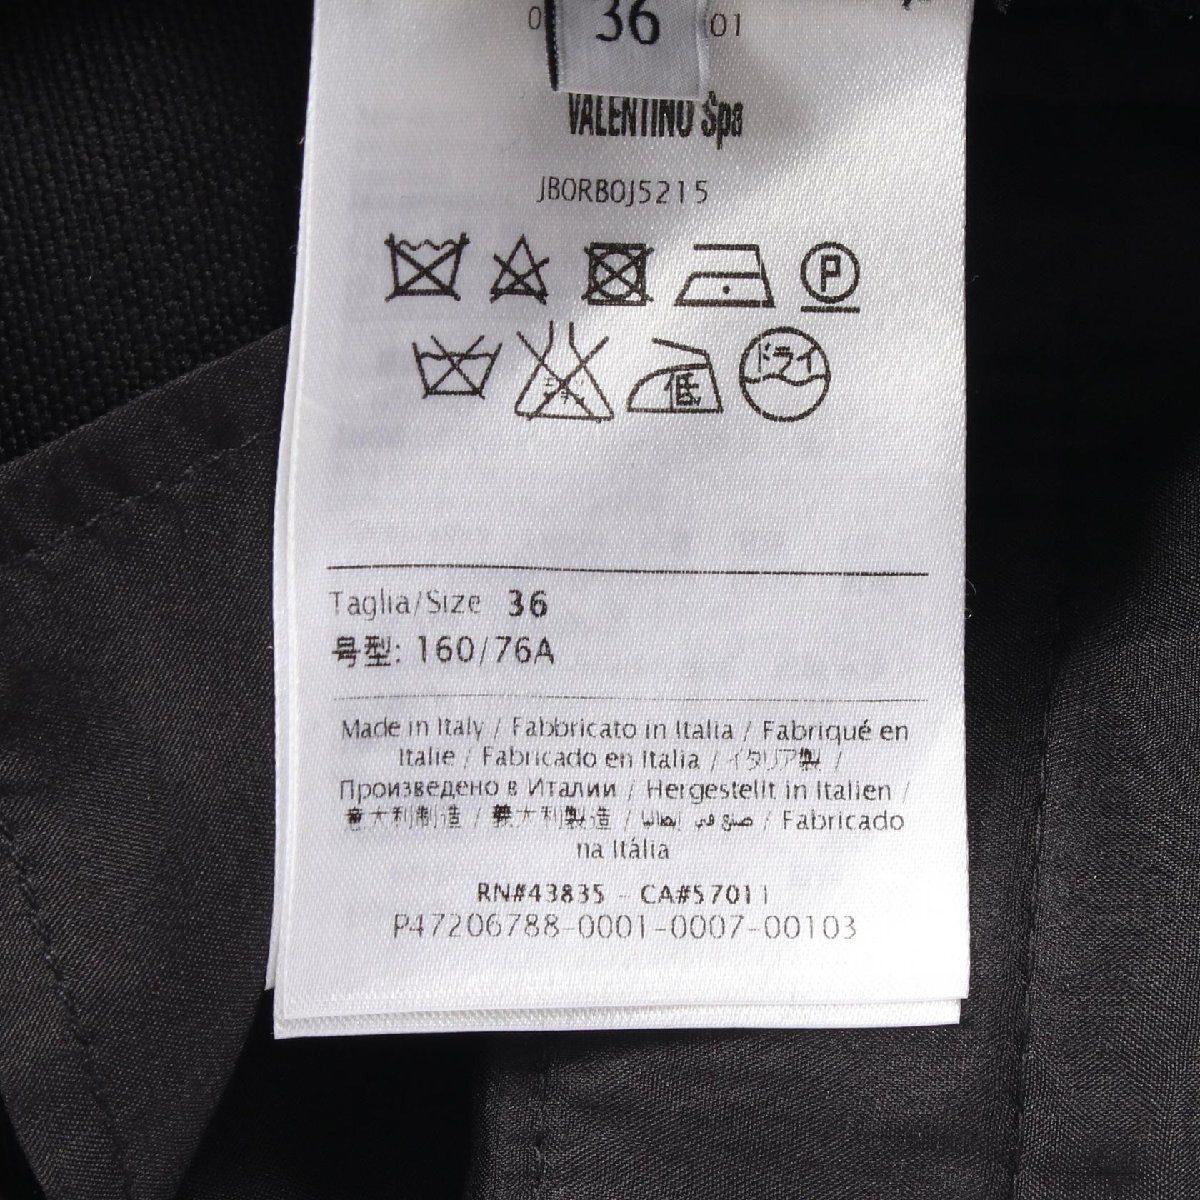 0 36 01
VALENTINO Spa
JBORBOJ5215
P
ドライ
低
Taglia/Size 36
号型: 160/76A
Made in Italy / Fabbricato in Italia / Fabriqué en
Italie / Fabricado en Italia / イタリア製 /
Произведено в Италии / Hergestellt in Italien /
意大利制造 / 義大利製造 / صنع في إيطاليا / Fabricado
na Itália
RN#43835 - CA#57011
P47206788-0001-0007-00103